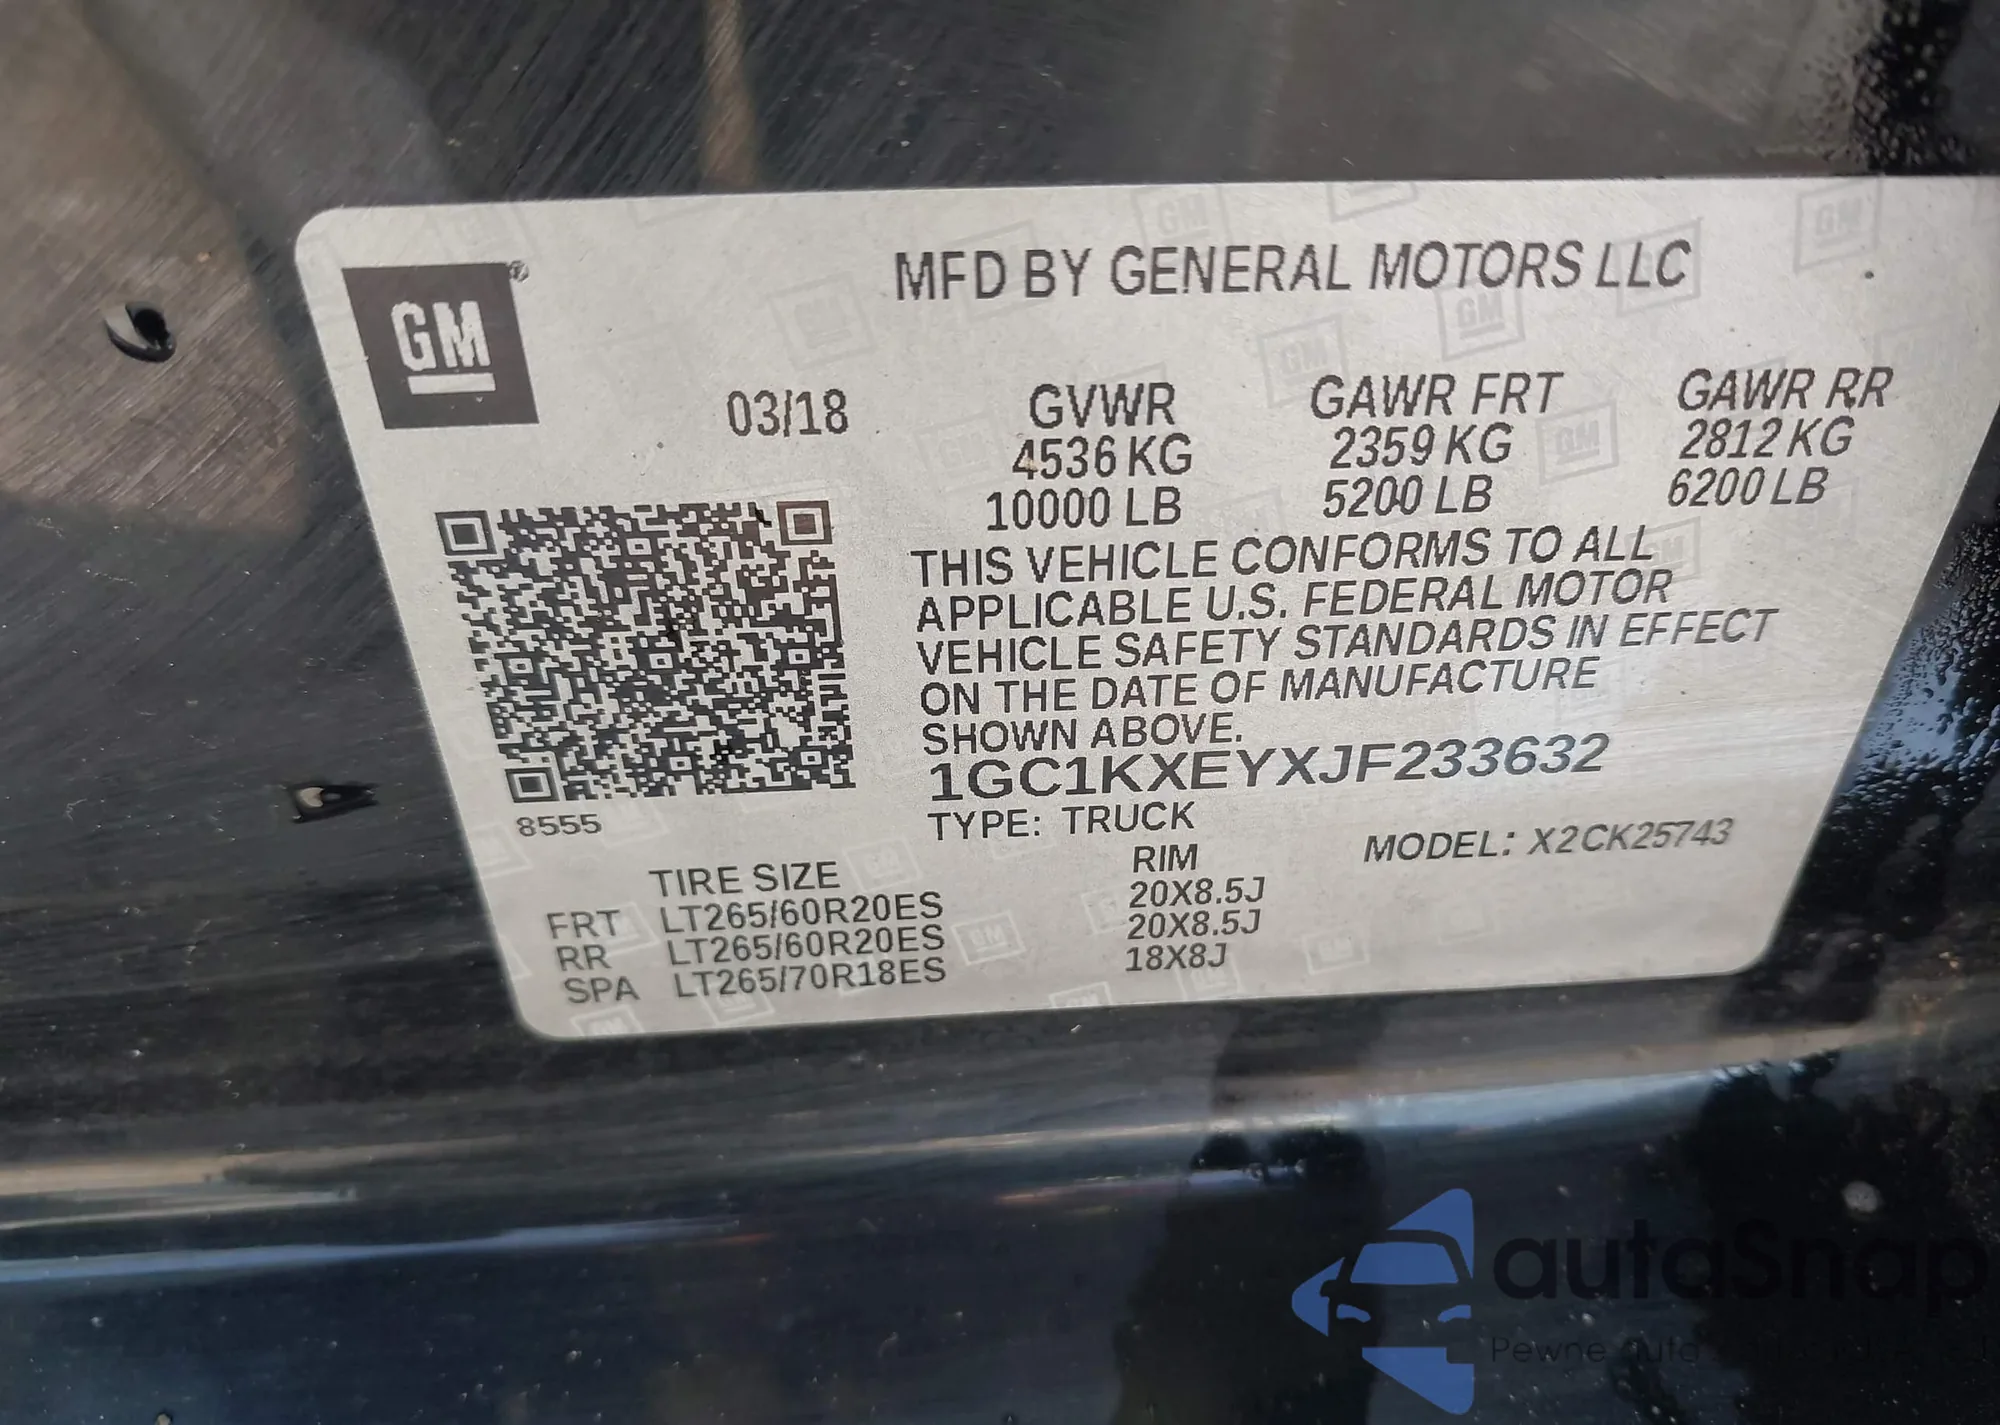 GM
MFD BY GENERAL MOTORS LLC
03/18 GVWR GAWR FRT GAWR RR
4536 KG 2359 KG 2812 KG
10000 LB 5200 LB 6200 LB
THIS VEHICLE CONFORMS TO ALL
APPLICABLE U.S. FEDERAL MOTOR
VEHICLE SAFETY STANDARDS IN EFFECT
ON THE DATE OF MANUFACTURE
SHOWN ABOVE.
1GC1KXEYXJF233632
8555
TYPE: TRUCK
MODEL: X2CK25743
TIRE SIZE RIM
FRT LT265/60R20ES 20X8.5J
RR LT265/60R20ES 20X8.5J
SPA LT265/70R18ES 18X8J
autaSnap
Pewne Auta